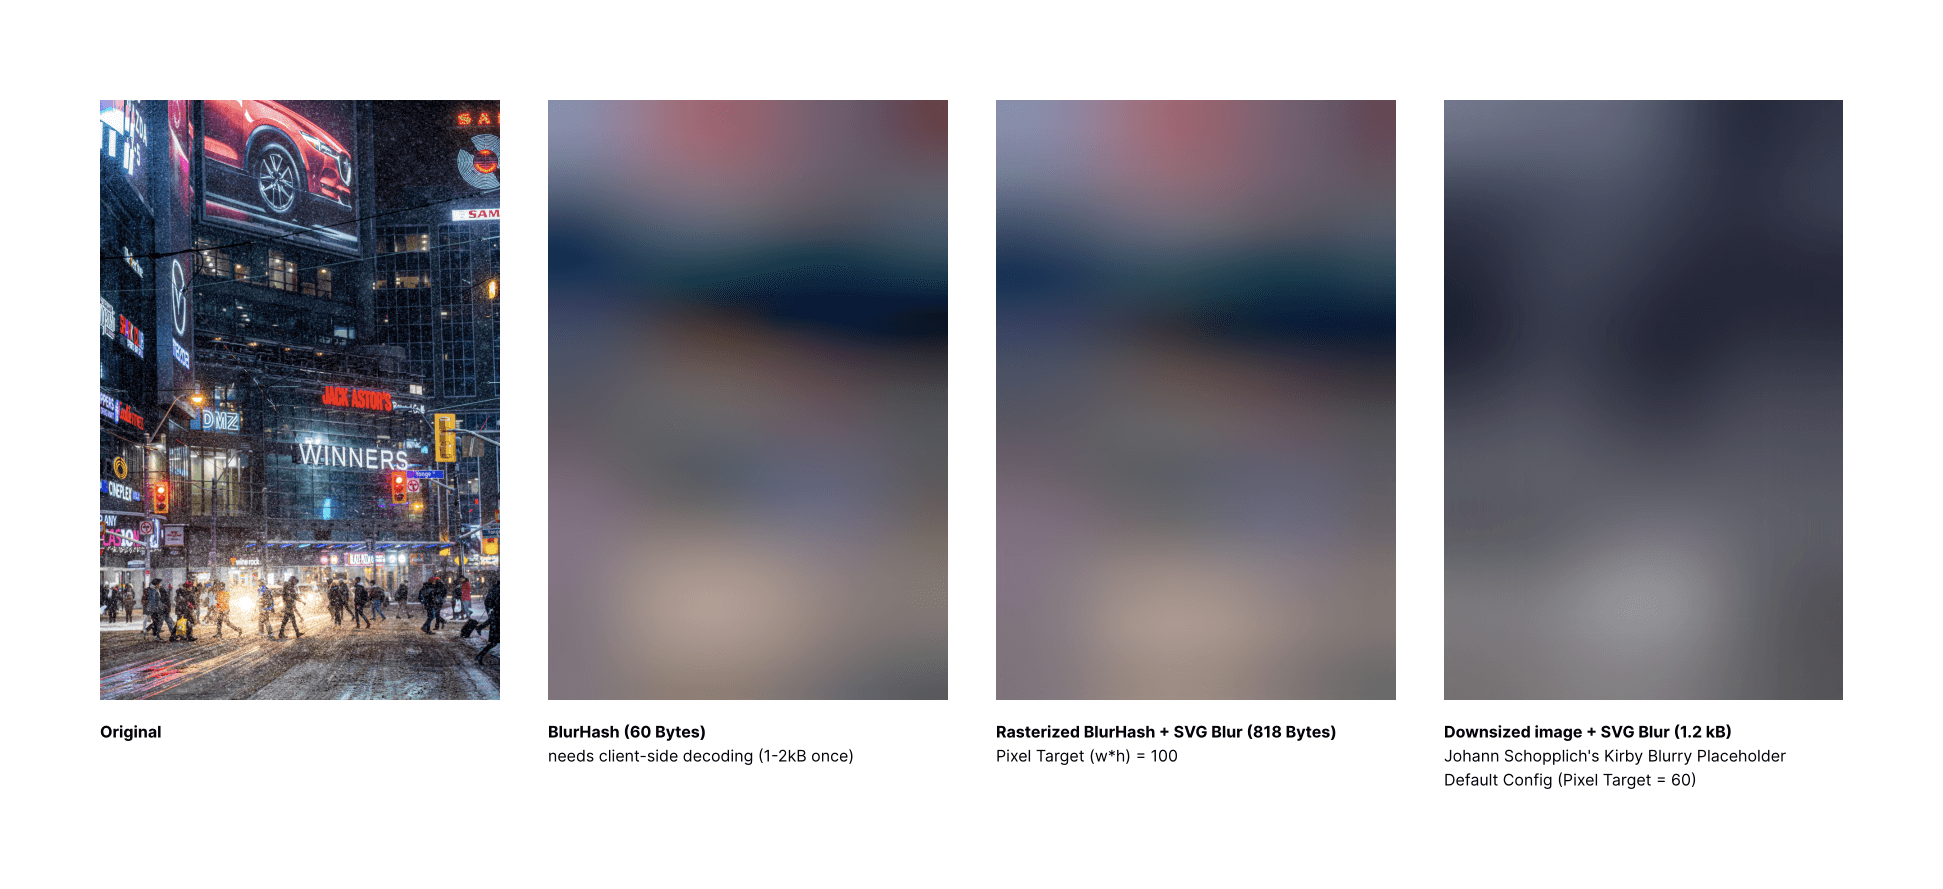 SAM
JACK ASTOR'S
DMZ
WINNERS
Yonge
CINEPLEX
Original
BlurHash (60 Bytes)
needs client-side decoding (1-2kB once)
Rasterized BlurHash + SVG Blur (818 Bytes)
Pixel Target (w*h) = 100
Downsized image + SVG Blur (1.2 kB)
Johann Schopplich's Kirby Blurry Placeholder
Default Config (Pixel Target = 60)